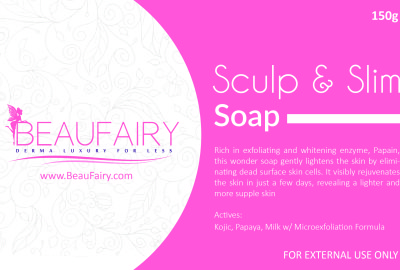 150g
Sculp & Slim
Soap
BEAUFAIRY
DERMA LUXURY FOR LESS
www.BeauFairy.com
Rich in exfoliating and whitening enzyme, Papain,
this wonder soap gently lightens the skin by elimi-
nating dead surface skin cells. It visibly rejuvenates
the skin in just a few days, revealing a lighter and
more supple skin
Actives:
Kojic, Papaya, Milk w/ Microexfoliation Formula
FOR EXTERNAL USE ONLY